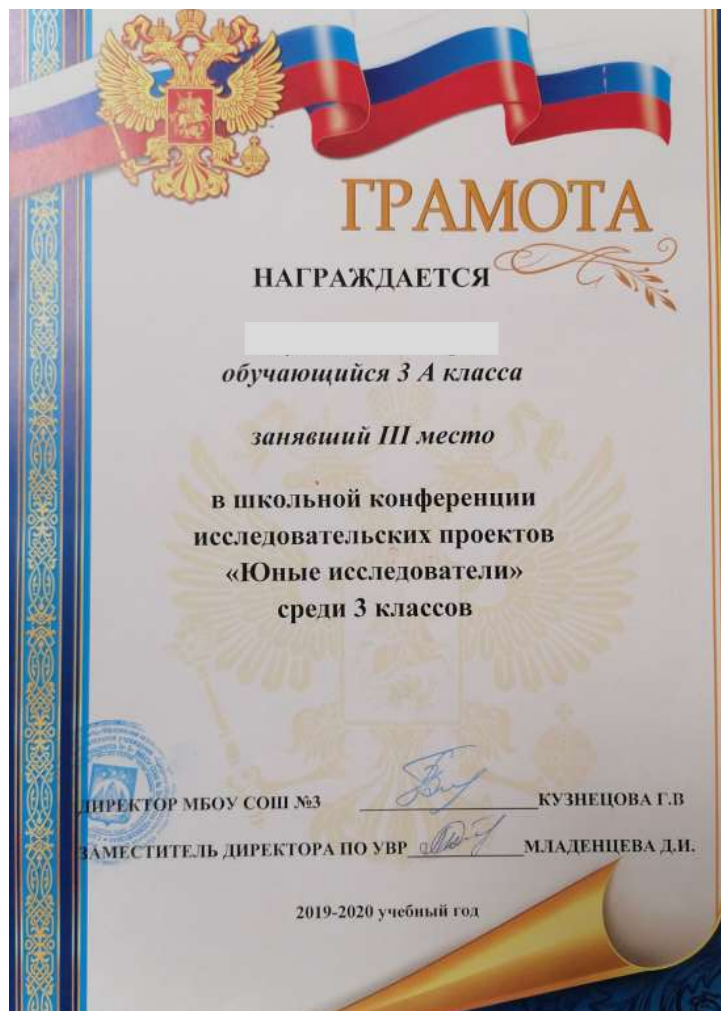 ГРАМОТА
НАГРАЖДАЕТСЯ
обучающийся 3 А класса
занявший III место
в школьной конференции
исследовательских проектов
«Юные исследователи»
среди 3 классов
ДИРЕКТОР МБОУ СОШ №3 КУЗНЕЦОВА Г.В
ЗАМЕСТИТЕЛЬ ДИРЕКТОРА ПО УВР МЛАДЕНЦЕВА Д.И.
2019-2020 учебный год